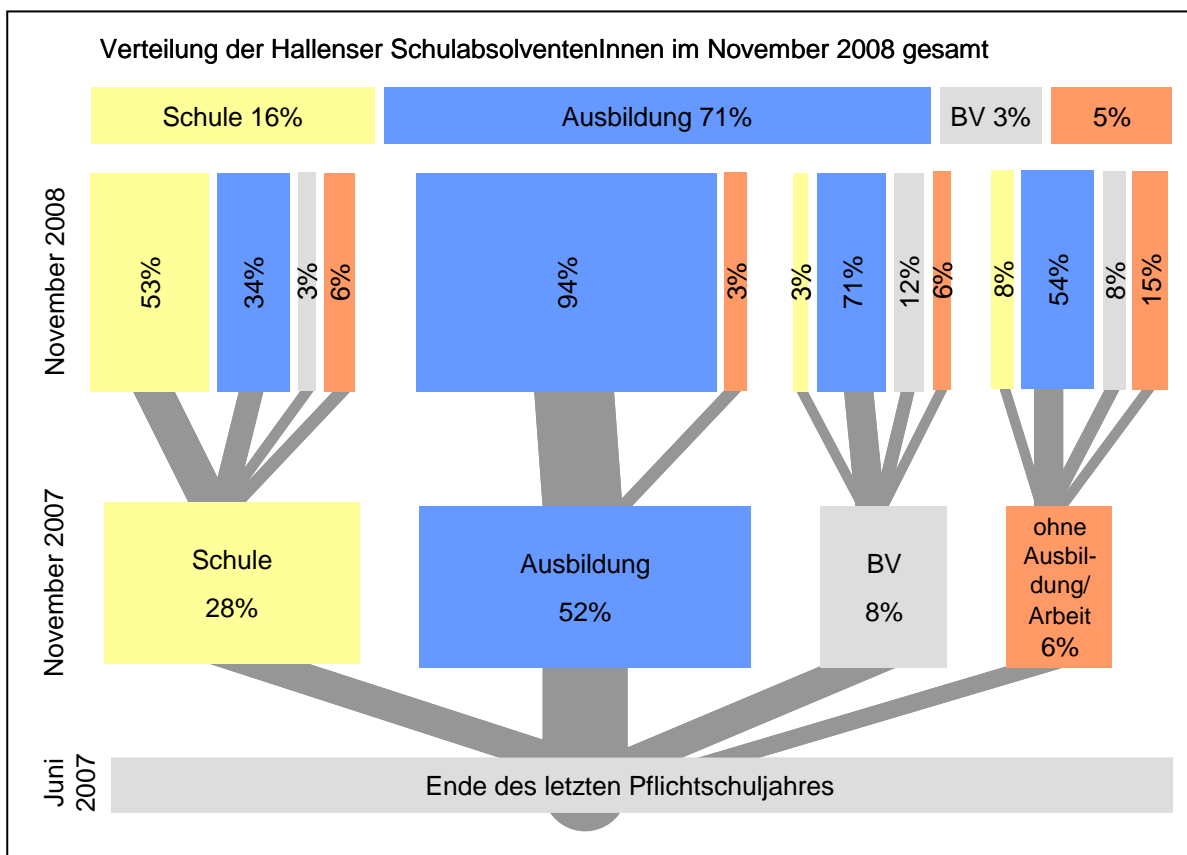 Verteilung der Hallenser SchulabsolventenInnen im November 2008 gesamt
Schule 16%
Ausbildung 71%
BV 3%
5%
November 2008
53%
34%
3%
6%
94%
3%
3%
71%
12%
6%
8%
54%
8%
15%
November 2007
Schule
28%
Ausbildung
52%
BV
8%
ohne
Ausbil-
dung/
Arbeit
6%
Juni
2007
Ende des letzten Pflichtschuljahres